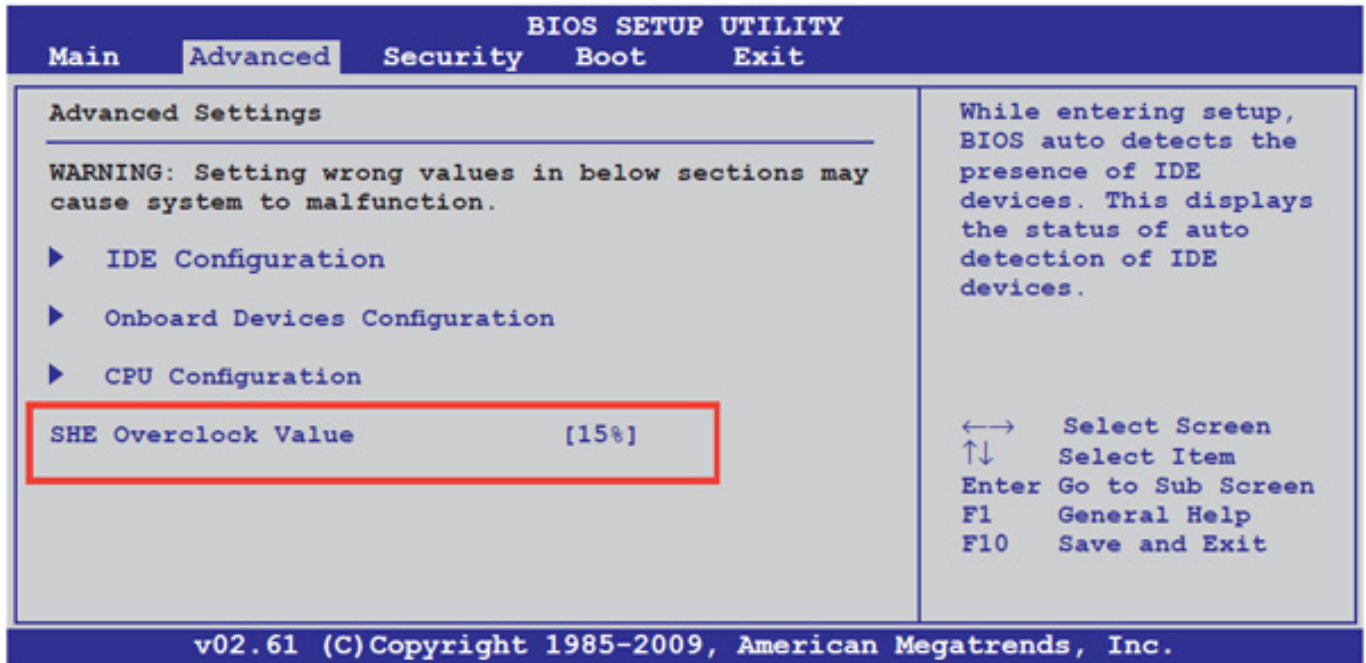 BIOS SETUP UTILITY
Main Advanced Security Boot Exit
Advanced Settings
WARNING: Setting wrong values in below sections may
cause system to malfunction.
▶ IDE Configuration
▶ Onboard Devices Configuration
▶ CPU Configuration
SHE Overclock Value [15%]
While entering setup,
BIOS auto detects the
presence of IDE
devices. This displays
the status of auto
detection of IDE
devices.
←→ Select Screen
↑↓ Select Item
Enter Go to Sub Screen
F1 General Help
F10 Save and Exit
v02.61 (C)Copyright 1985-2009, American Megatrends, Inc.